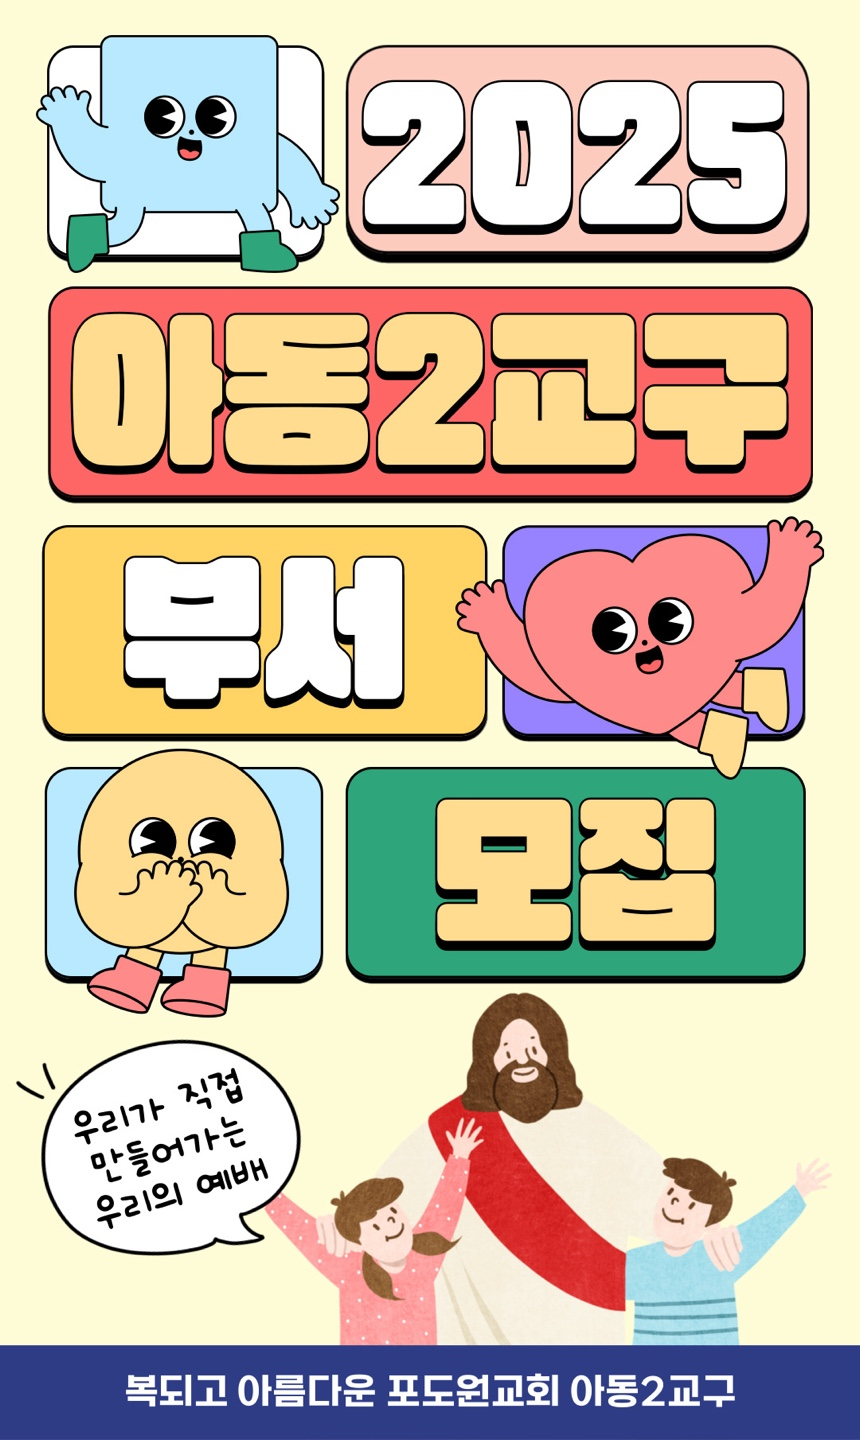 2025
아동2교구
부서
모집
우리가 직접
만들어가는
우리의 예배
복되고 아름다운 포도원교회 아동2교구